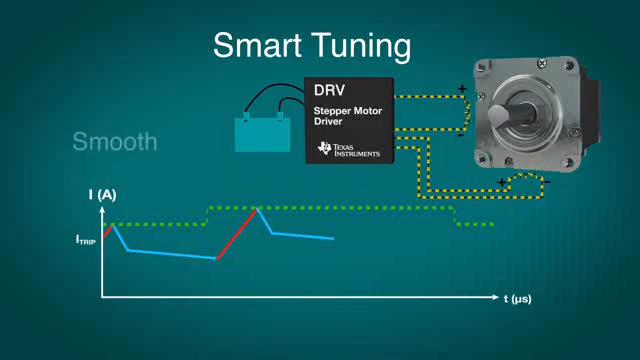 Smart Tuning
DRV
Stepper Motor
Driver
TEXAS
INSTRUMENTS
+
-
+ -
+ -
Smooth
I (A)
ITRIP
t (µs)